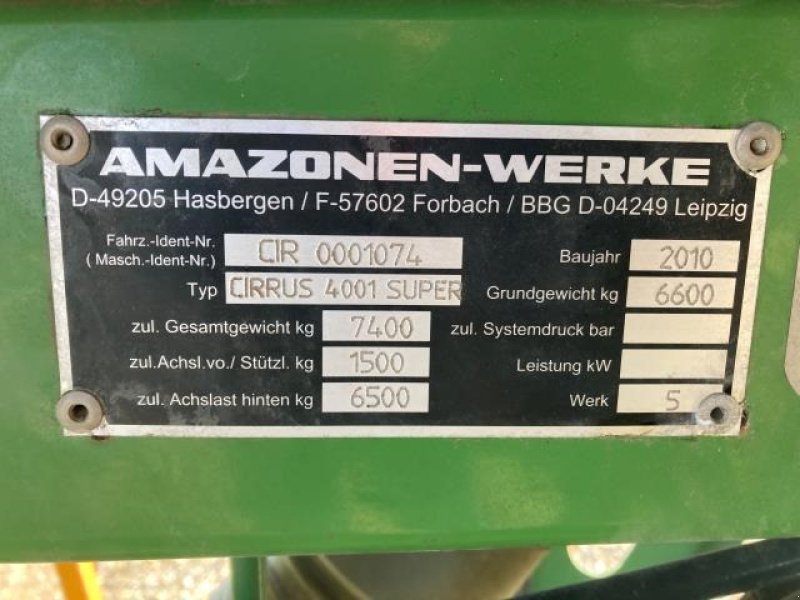 AMAZONEN-WERKE
D-49205 Hasbergen / F-57602 Forbach / BBG D-04249 Leipzig
Fahrz.-Ident-Nr.
( Masch.-Ident-Nr.) CIR 0001074 Baujahr 2010
Typ CIRRUS 4001 SUPER Grundgewicht kg 6600
zul. Gesamtgewicht kg 7400 zul. Systemdruck bar
zul.Achsl.vo./ Stützl. kg 1500 Leistung kW
zul. Achslast hinten kg 6500 Werk 5